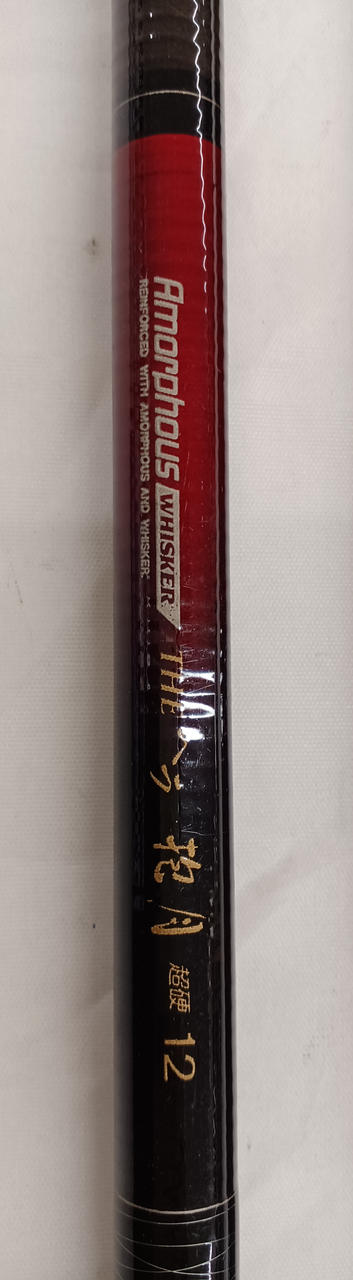 Amorphous WHISKER
REINFORCED WITH AMORPHOUS AND WHISKER.
THE へら 抱月 超硬 12